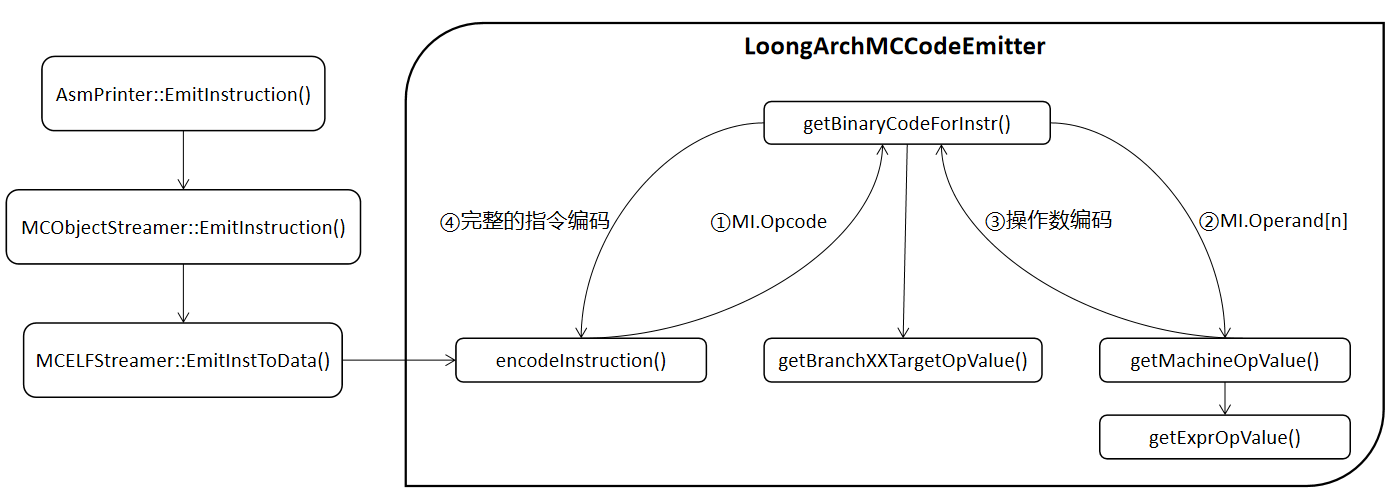 LoongArchMCCodeEmitter
AsmPrinter::EmitInstruction()
getBinaryCodeForInstr()
MCObjectStreamer::EmitInstruction()
④完整的指令编码
①MI.Opcode
③操作数编码
②MI.Operand[n]
MCELFStreamer::EmitInstToData()
encodeInstruction()
getBranchXXTargetOpValue()
getMachineOpValue()
getExprOpValue()